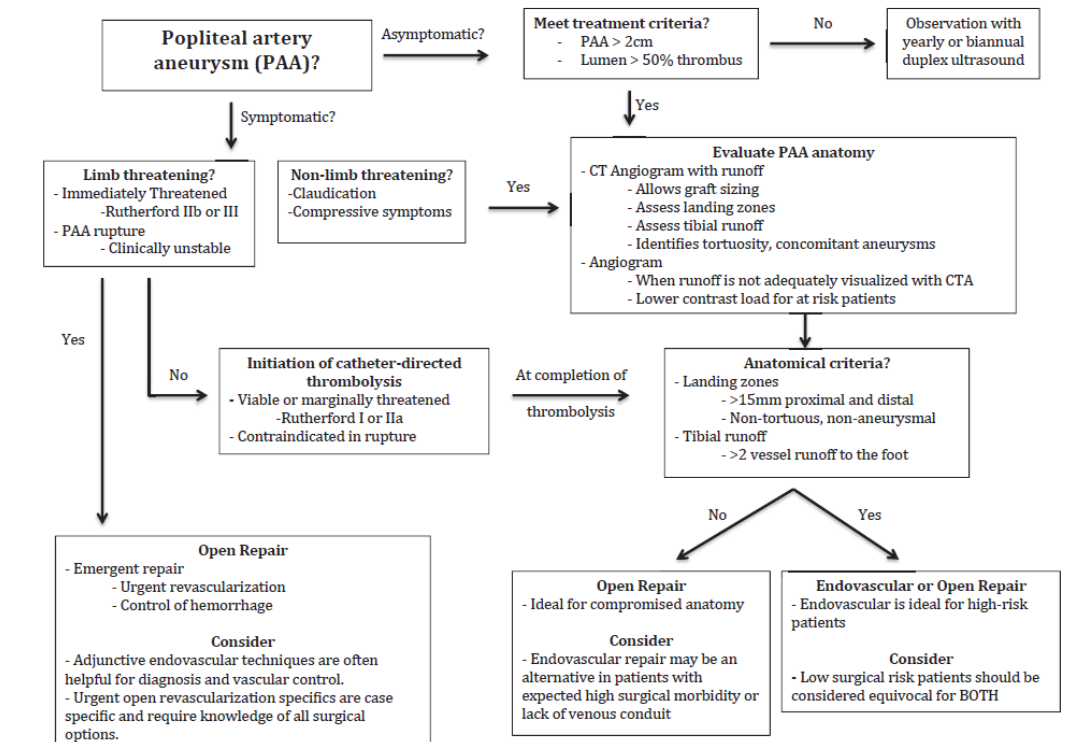 Popliteal artery
aneurysm (PAA)?
Asymptomatic?
Meet treatment criteria?
- PAA > 2cm
- Lumen > 50% thrombus
No
Observation with
yearly or biannual
duplex ultrasound
Symptomatic?
Yes
Limb threatening?
- Immediately Threatened
-Rutherford IIb or III
- PAA rupture
- Clinically unstable
Non-limb threatening?
-Claudication
-Compressive symptoms
Yes
Evaluate PAA anatomy
- CT Angiogram with runoff
- Allows graft sizing
- Assess landing zones
- Assess tibial runoff
- Identifies tortuosity, concomitant aneurysms
- Angiogram
- When runoff is not adequately visualized with CTA
- Lower contrast load for at risk patients
Yes
No
Initiation of catheter-directed
thrombolysis
- Viable or marginally threatened
-Rutherford I or IIa
- Contraindicated in rupture
At completion of
thrombolysis
Anatomical criteria?
- Landing zones
- >15mm proximal and distal
- Non-tortuous, non-aneurysmal
- Tibial runoff
- >2 vessel runoff to the foot
No
Yes
Open Repair
- Emergent repair
- Urgent revascularization
- Control of hemorrhage
Consider
- Adjunctive endovascular techniques are often
helpful for diagnosis and vascular control.
- Urgent open revascularization specifics are case
specific and require knowledge of all surgical
options.
Open Repair
- Ideal for compromised anatomy
Consider
- Endovascular repair may be an
alternative in patients with
expected high surgical morbidity or
lack of venous conduit
Endovascular or Open Repair
- Endovascular is ideal for high-risk
patients
Consider
- Low surgical risk patients should be
considered equivocal for BOTH